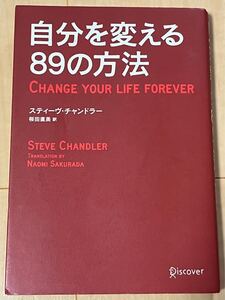 自分を変える
89の方法
CHANGE YOUR LIFE FOREVER
スティーヴ・チャンドラー
桜田直美 訳
STEVE CHANDLER
TRANSLATION BY
NAOMI SAKURADA
Discover